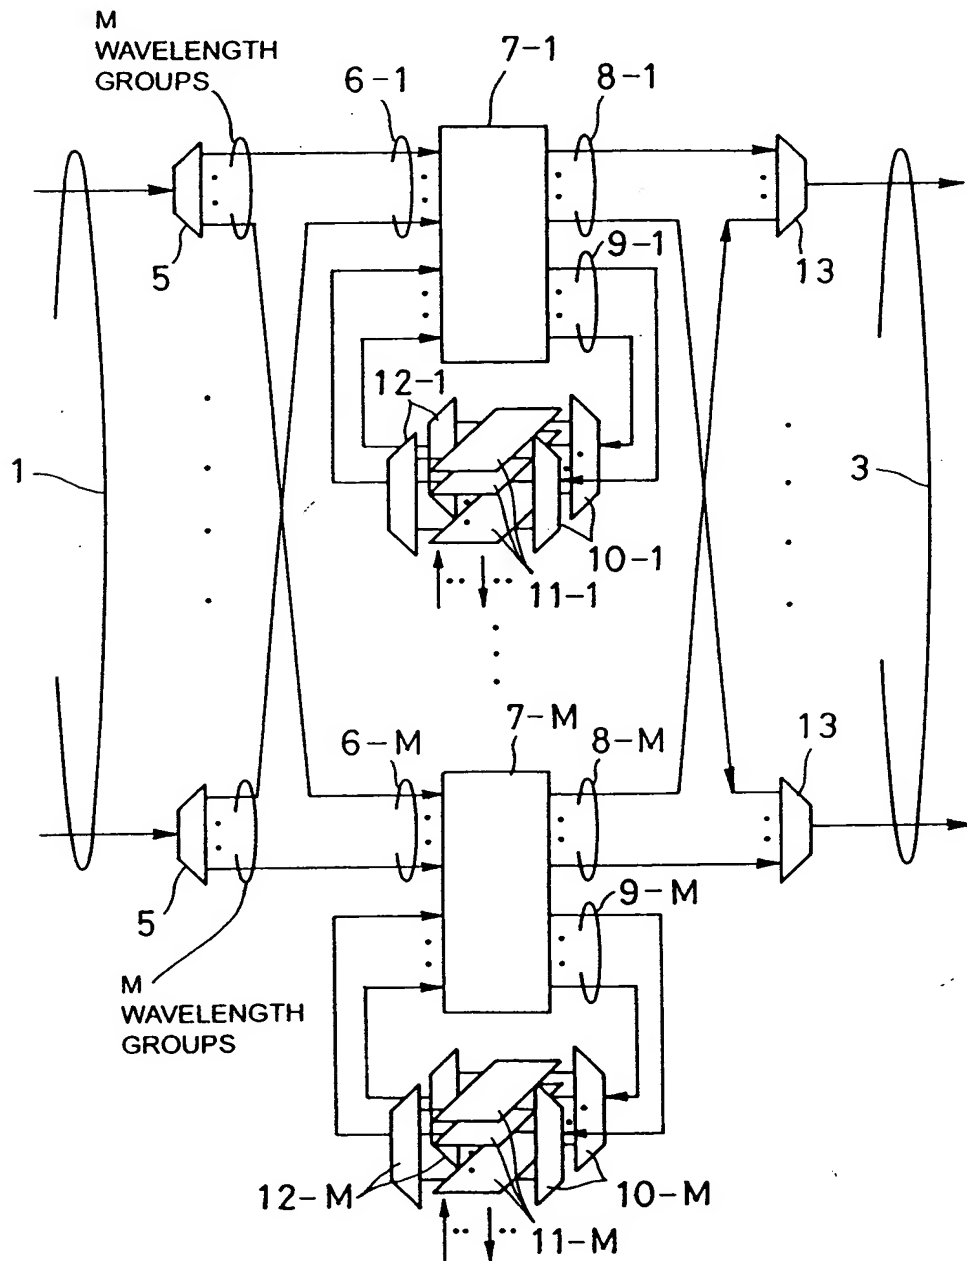 M
WAVELENGTH
GROUPS
7-1
6-1
8-1
5
13
9-1
12-1
1
3
10-1
11-1
7-M
6-M
8-M
13
5
9-M
M
WAVELENGTH
GROUPS
12-M
10-M
11-M